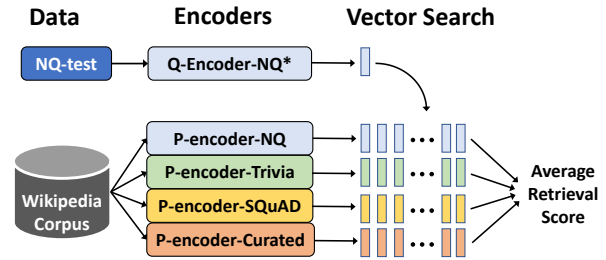 Data
Encoders
Vector Search
NQ-test
Q-Encoder-NQ*
P-encoder-NQ
P-encoder-Trivia
P-encoder-SQuAD
P-encoder-Curated
Wikipedia
Corpus
Average
Retrieval
Score